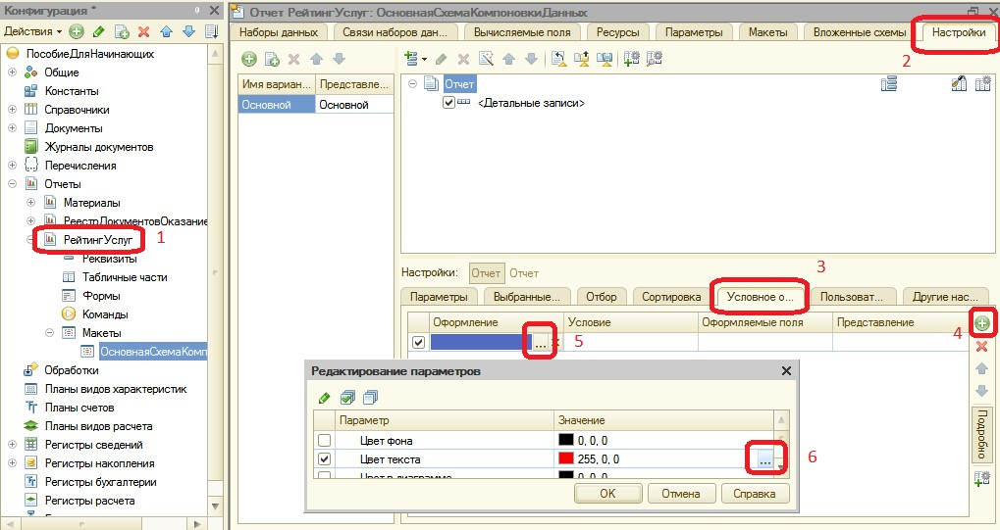 Конфигурация *
Действия
ПособиеДляНачинающих
Общие
Константы
Справочники
Документы
Журналы документов
Перечисления
Отчеты
Материалы
РеестрДокументовОказание
РейтингУслуг
1
Реквизиты
Табличные части
Формы
Команды
Макеты
ОсновнаяСхемаКомп
Обработки
Планы видов характеристик
Планы счетов
Планы видов расчета
Регистры сведений
Регистры накопления
Регистры бухгалтерии
Регистры расчета
Отчет РейтингУслуг: ОсновнаяСхемаКомпоновкиДанных
Наборы данных Связи наборов дан... Вычисляемые поля Ресурсы Параметры Макеты Вложенные схемы Настройки
2
Имя вариан... Представле...
Основной Основной
Отчет
<Детальные записи>
Настройки: Отчет Отчет
3
Параметры Выбранные... Отбор Сортировка Условное о... Пользоват... Другие нас...
Оформление Условие Оформляемые поля Представление
4
... x
5
Подробно
Редактирование параметров
Параметр Значение
Цвет фона 0, 0, 0
Цвет текста 255, 0, 0 ...
6
Цвет в диаграмме 0, 0, 0
OK Отмена Справка